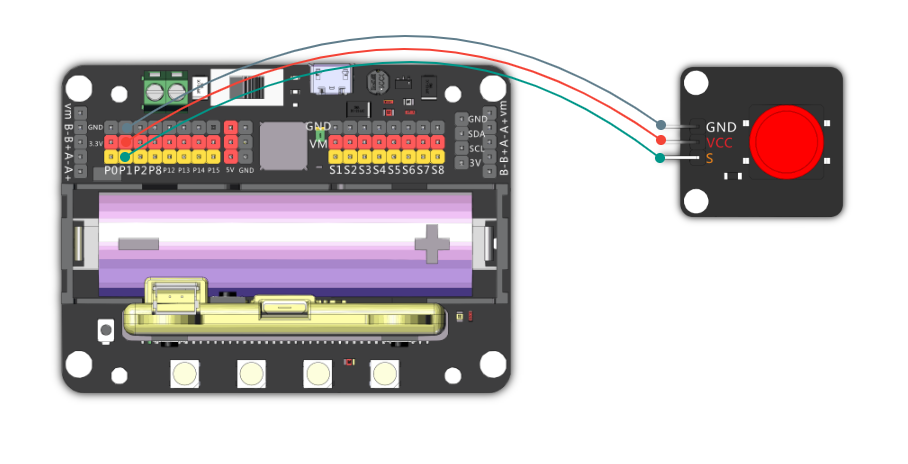 vm B- B+ A- A+
GND
3.3V
P0 P1 P2 P8 P12 P13 P14 P15 5V GND
GND
VM
S1 S2 S3 S4 S5 S6 S7 S8
GND
SDA
SCL
3V
B- B+ A- A+ vm
GND
VCC
S